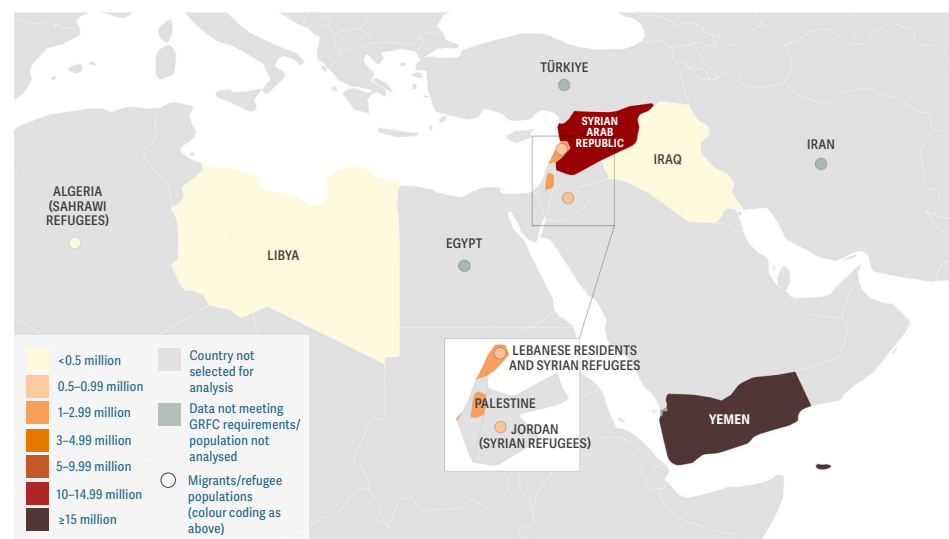 TÜRKIYE
SYRIAN
ARAB
REPUBLIC
IRAQ
IRAN
ALGERIA
(SAHRAWI
REFUGEES)
LIBYA
EGYPT
YEMEN
LEBANESE RESIDENTS
AND SYRIAN REFUGEES
PALESTINE
JORDAN
(SYRIAN REFUGEES)
<0.5 million
0.5–0.99 million
1–2.99 million
3–4.99 million
5–9.99 million
10–14.99 million
≥15 million
Country not
selected for
analysis
Data not meeting
GRFC requirements/
population not
analysed
Migrants/refugee
populations
(colour coding as
above)